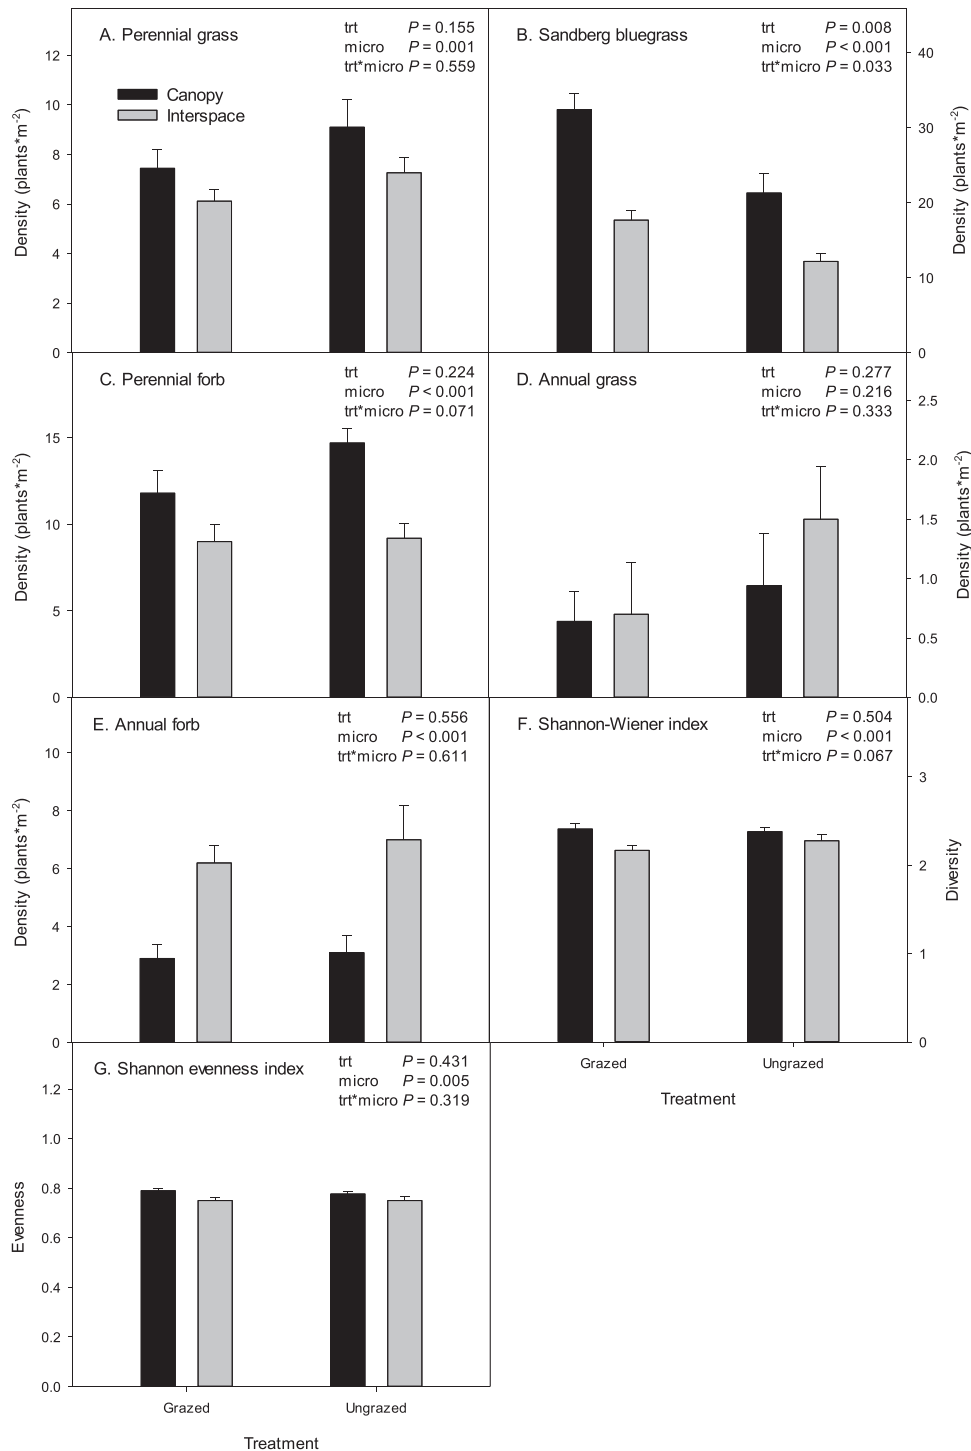 A. Perennial grass
trt P = 0.155
micro P = 0.001
trt*micro P = 0.559
Canopy
Interspace
12
10
8
6
4
2
0
Density (plants*m-2)
B. Sandberg bluegrass
trt P = 0.008
micro P < 0.001
trt*micro P = 0.033
40
30
20
10
0
Density (plants*m-2)
C. Perennial forb
trt P = 0.224
micro P < 0.001
trt*micro P = 0.071
15
10
5
0
Density (plants*m-2)
D. Annual grass
trt P = 0.277
micro P = 0.216
trt*micro P = 0.333
2.5
2.0
1.5
1.0
0.5
0.0
Density (plants*m-2)
E. Annual forb
trt P = 0.556
micro P < 0.001
trt*micro P = 0.611
10
8
6
4
2
0
Density (plants*m-2)
F. Shannon-Wiener index
trt P = 0.504
micro P < 0.001
trt*micro P = 0.067
3
2
1
0
Diversity
Grazed Ungrazed
Treatment
G. Shannon evenness index
trt P = 0.431
micro P = 0.005
trt*micro P = 0.319
1.2
1.0
0.8
0.6
0.4
0.2
0.0
Evenness
Grazed Ungrazed
Treatment